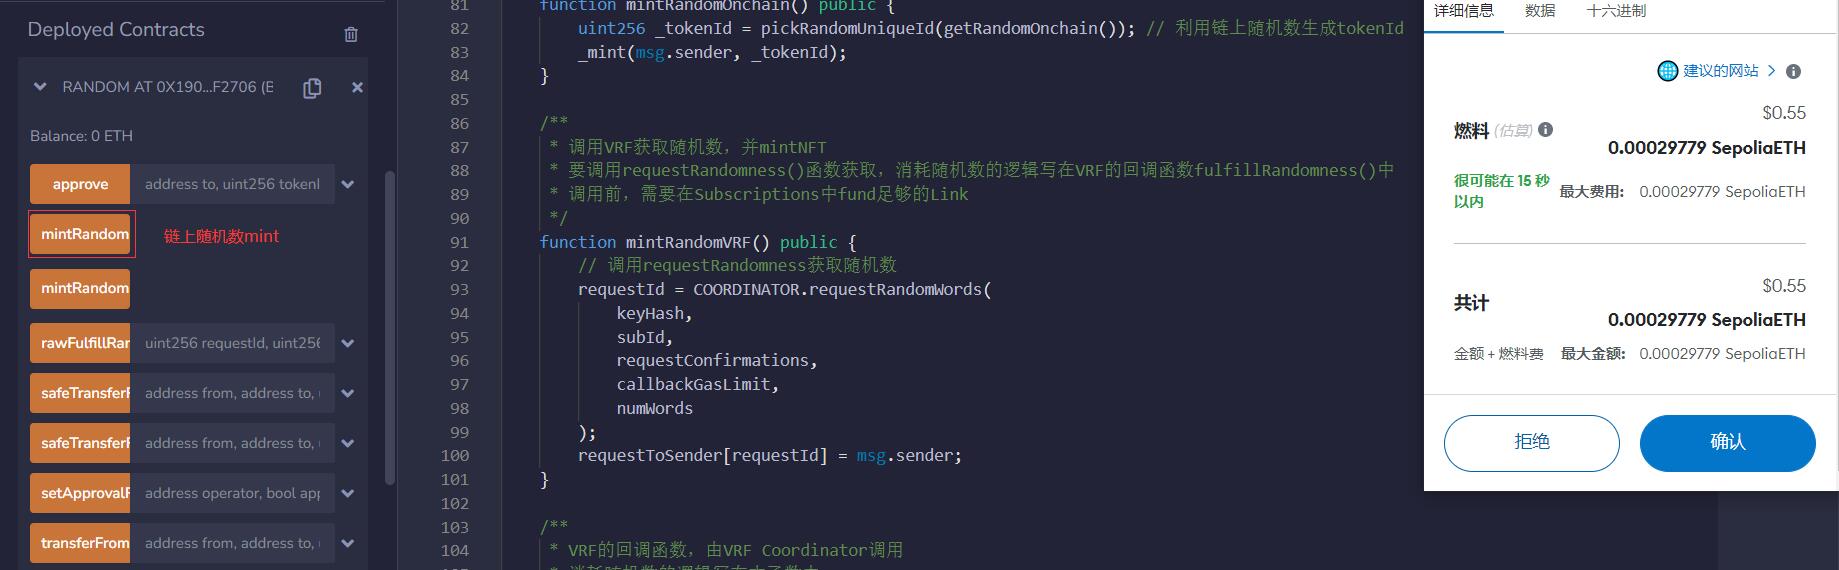 Deployed Contracts
RANDOM AT 0X190...F2706 (B
Balance: 0 ETH
approve
address to, uint256 tokenI
mintRandom
链上随机数mint
mintRandom
rawFulfillRar
uint256 requestId, uint256
safeTransferF
address from, address to,
safeTransferF
address from, address to,
setApprovalF
address operator, bool app
transferFrom
address from, address to,
81 function mintRandomOnchain() public {
82 uint256 _tokenId = pickRandomUniqueId(getRandomOnchain()); // 利用链上随机数生成tokenId
83 _mint(msg.sender, _tokenId);
84 }
85
86 /**
87 * 调用VRF获取随机数，并mintNFT
88 * 要调用requestRandomness()函数获取，消耗随机数的逻辑写在VRF的回调函数fulfillRandomness()中
89 * 调用前，需要在Subscriptions中fund足够的Link
90 */
91 function mintRandomVRF() public {
92 // 调用requestRandomness获取随机数
93 requestId = COORDINATOR.requestRandomWords(
94 keyHash,
95 subId,
96 requestConfirmations,
97 callbackGasLimit,
98 numWords
99 );
100 requestToSender[requestId] = msg.sender;
101 }
102
103 /**
104 * VRF的回调函数，由VRF Coordinator调用
详细信息 数据 十六进制
建议的网站
$0.55
燃料 (估算)
0.00029779 SepoliaETH
很可能在 15 秒
以内
最大费用: 0.00029779 SepoliaETH
$0.55
共计
0.00029779 SepoliaETH
金额 + 燃料费 最大金额: 0.00029779 SepoliaETH
拒绝
确认